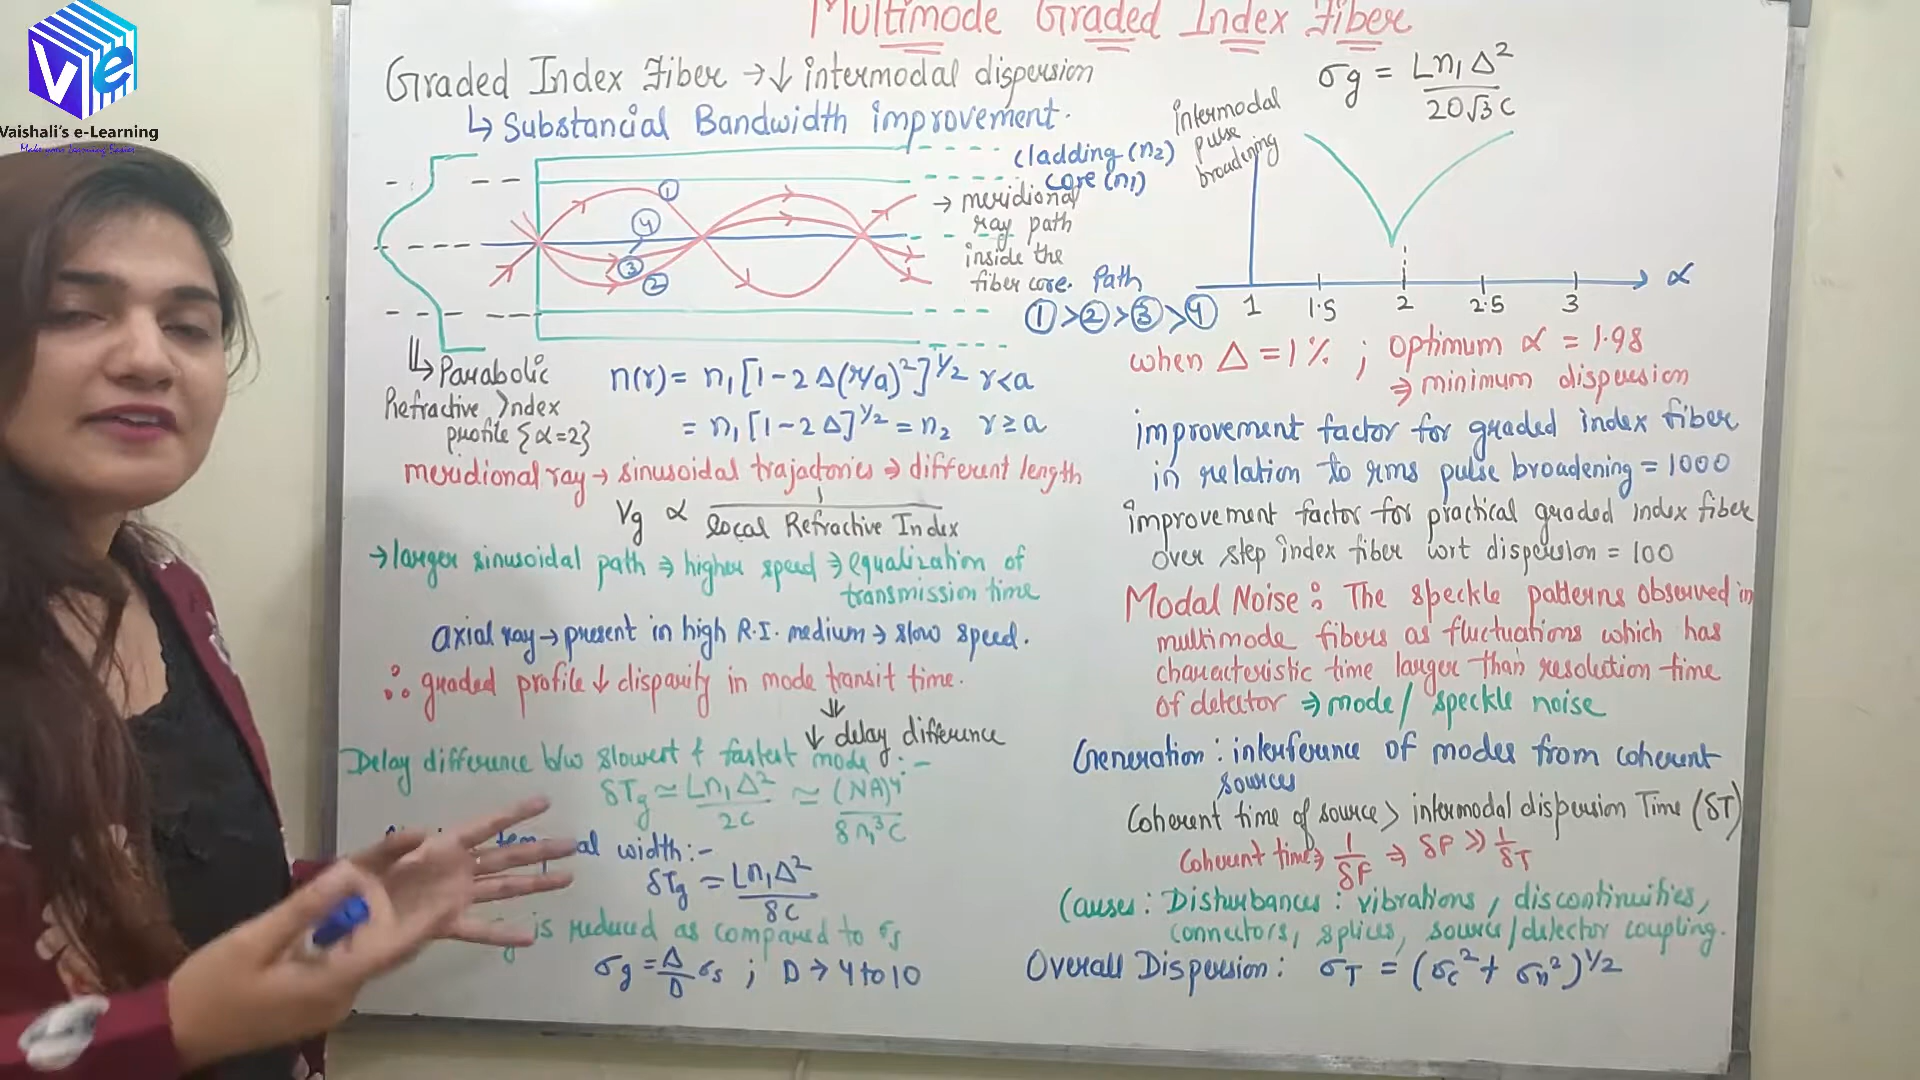 Vaishali's e-Learning
Multimode Graded Index Fiber
Graded Index Fiber → ↓ intermodal dispersion
↳ Substancial Bandwidth improvement.
cladding (n2)
core (n1)
→ meridional
ray path
inside the
fiber core.
Path
① > ② > ③ > ④
①
④
③
②
↳ Parabolic
Refractive Index
profile {α=2}
n(r) = n₁ [1-2Δ(r/a)²]^1/2 r<a
= n₁ [1-2Δ]^1/2 = n₂ r≥a
meridional ray → sinusoidal trajactories ⇒ different length
Vg ∝ 1 / local Refractive Index
→ larger sinusoidal path ⇒ higher speed ⇒ equalization of
transmission time
axial ray → present in high R.I. medium ⇒ slow speed.
∴ graded profile ↓ disparity in mode transit time.
⇓
↓ delay difference
Delay difference b/w slowest & fastest mode :-
δTg ≃ Ln₁Δ² / 2c ≃ (NA)⁴ / 8n₁³c
temporal width:-
δTg = Ln₁Δ² / 8c
is reduced as compared to σs
σg = Δ/D σs ; D → 4 to 10
σg = Ln₁Δ² / 20√3c
intermodal
pulse
broadening
1 1.5 2 2.5 3 α
when Δ = 1% ; optimum α = 1.98
⇒ minimum dispersion
improvement factor for graded index fiber
in relation to rms pulse broadening = 1000
improvement factor for practical graded index fiber
over step index fiber wrt dispersion = 100
Modal Noise : The speckle patterns observed in
multimode fibers as fluctuations which has
characteristic time larger than resolution time
of detector ⇒ mode / speckle noise
Generation : interference of modes from coherent
sources
Coherent time of source > intermodal dispersion Time (δT)
Coherent time ⇒ 1/δf ⇒ δf >> 1/δT
Causes : Disturbances : vibrations, discontinuities,
connectors, splices, source/detector coupling.
Overall Dispersion : σT = (σc² + σn²)^1/2